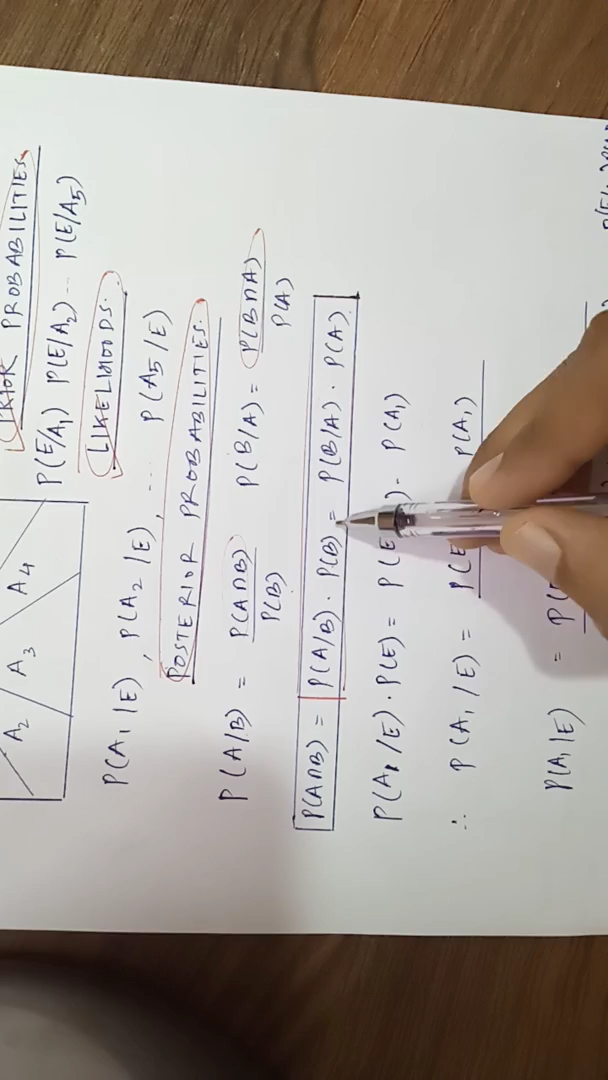 PRIOR PROBABILITIES.
P(E/A₁) P(E/A₂) -- P(E/A₅)
LIKELIHOODS.
A₂ A₃ A₄
P(A₁|E), P(A₂|E), ---- P(A₅/E)
POSTERIOR PROBABILITIES.
P(A/B) = P(A∩B)/P(B) P(B/A) = P(B∩A)/P(A)
P(A∩B) = P(A/B) · P(B) = P(B/A) · P(A)
P(A₁/E) · P(E) = P(E ) · P(A₁)
∴ P(A₁/E) = P(E P(A₁)
P(A₁|E) = P(E